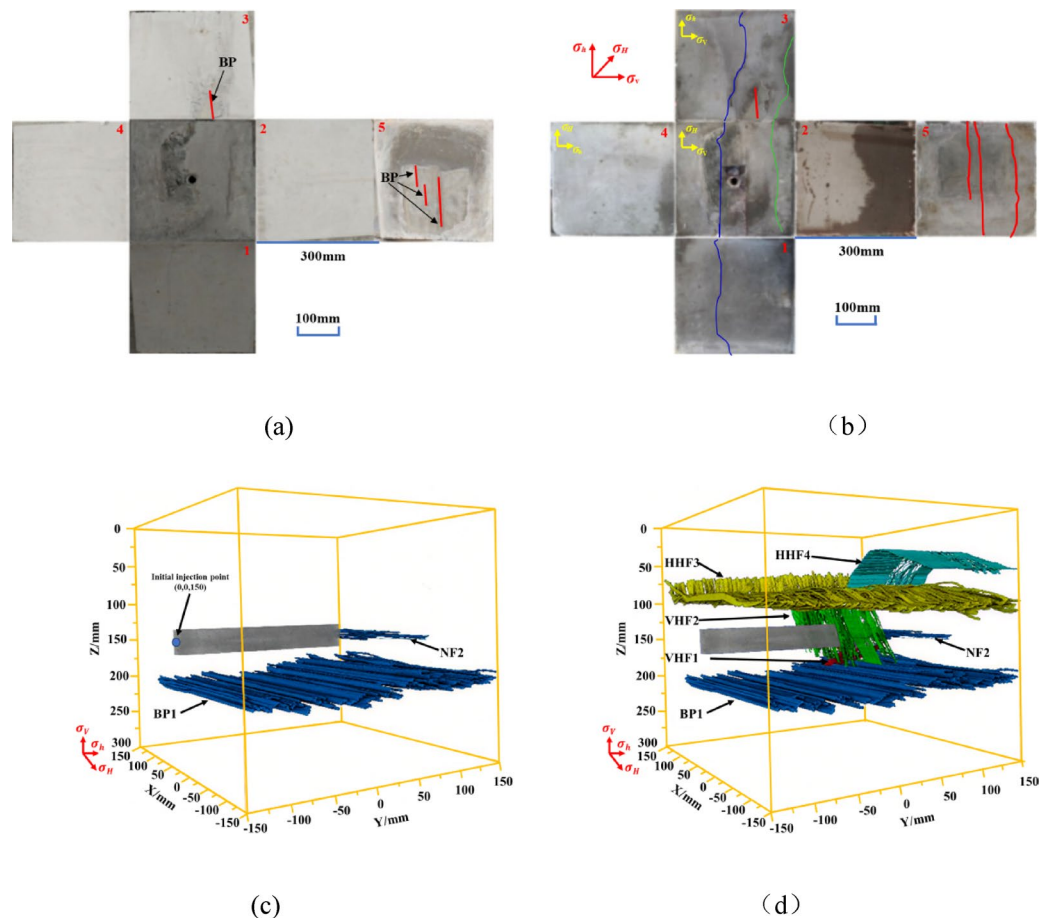 3
BP
4
2
5
BP
1
300mm
100mm
(a)
σh
σv
3
σh
σH
σv
σH
σv
4
σH
σv
2
5
1
300mm
100mm
(b)
0
50
100
150
200
250
300
Z/mm
Initial injection point
(0,0,150)
NF2
BP1
σV
σh
σH
150
100
50
0
-50
-100
-150
X/mm
-150
-100
-50
0
50
100
150
Y/mm
(c)
0
50
100
150
200
250
300
Z/mm
HHF4
HHF3
VHF2
VHF1
NF2
BP1
σV
σh
σH
150
100
50
0
-50
-100
-150
X/mm
-150
-100
-50
0
50
100
150
Y/mm
(d)